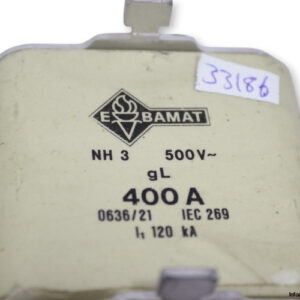 33186
E BAMAT
NH 3 500V~
gL
400 A
0636/21 IEC 269
I₁ 120 kA